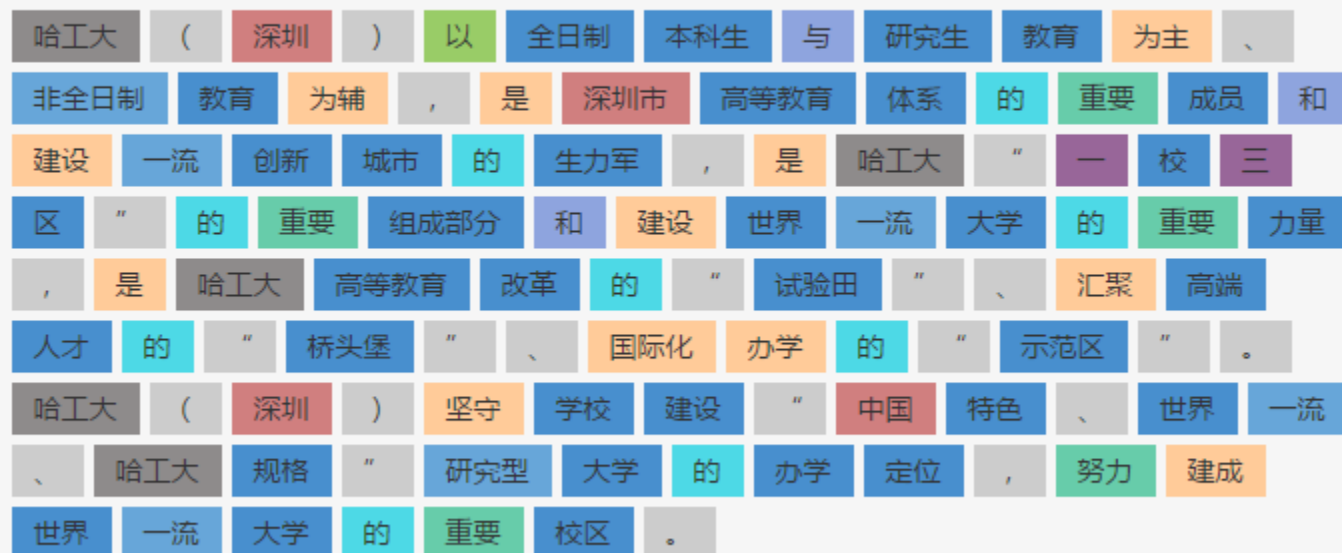 哈工大 ( 深圳 ) 以 全日制 本科生 与 研究生 教育 为主 、
非全日制 教育 为辅 , 是 深圳市 高等教育 体系 的 重要 成员 和
建设 一流 创新 城市 的 生力军 , 是 哈工大 “ 一 校 三
区 ” 的 重要 组成部分 和 建设 世界 一流 大学 的 重要 力量
, 是 哈工大 高等教育 改革 的 “ 试验田 ” 、 汇聚 高端
人才 的 “ 桥头堡 ” 、 国际化 办学 的 “ 示范区 ” 。
哈工大 ( 深圳 ) 坚守 学校 建设 “ 中国 特色 、 世界 一流
、 哈工大 规格 ” 研究型 大学 的 办学 定位 , 努力 建成
世界 一流 大学 的 重要 校区 。